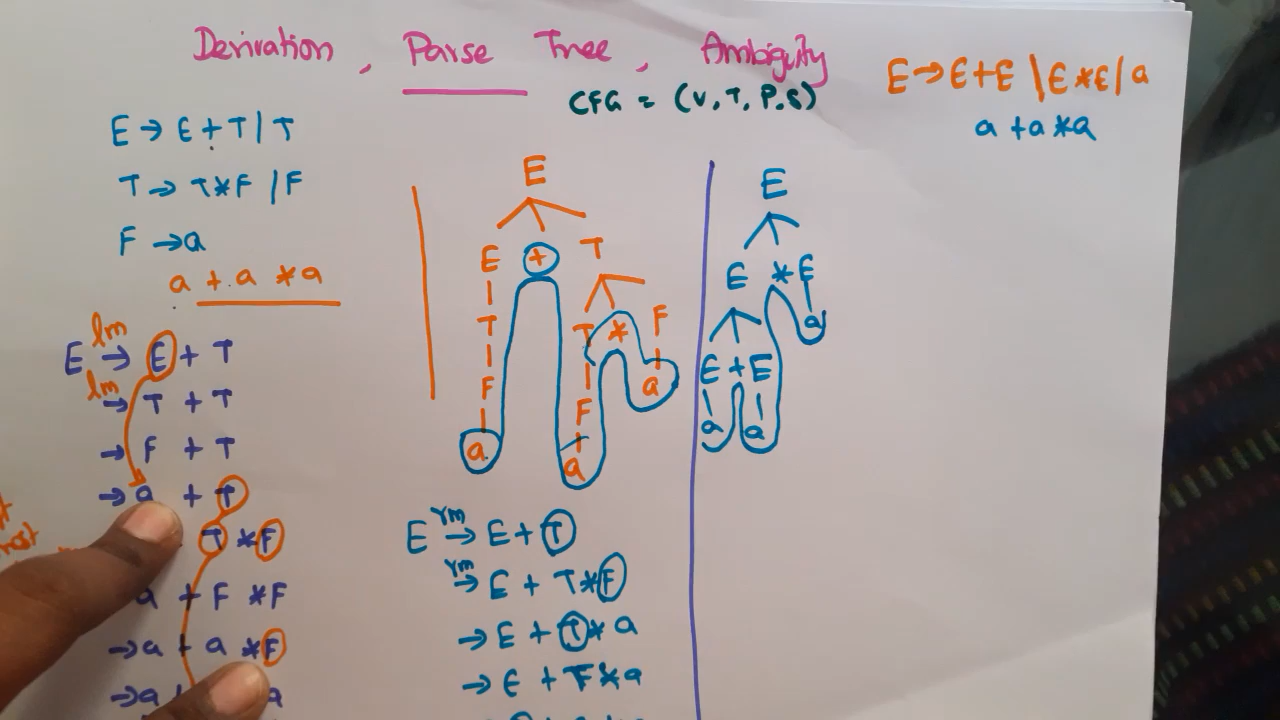 Derivation, Parse Tree, Ambiguity
CFG = (V, T, P, S)
E → E + T | T
T → T * F | F
F → a
a + a * a
E lm → E + T
lm → T + T
→ F + T
→ a + T
T * F
a + F * F
→ a + a * F
→ a + a
E
E + T
T T * F
F F a
a a
E rm → E + T
rm → E + T * F
→ E + T * a
→ E + F * a
E → E + E | E * E | a
a + a * a
E
E * E
E + E a
a a